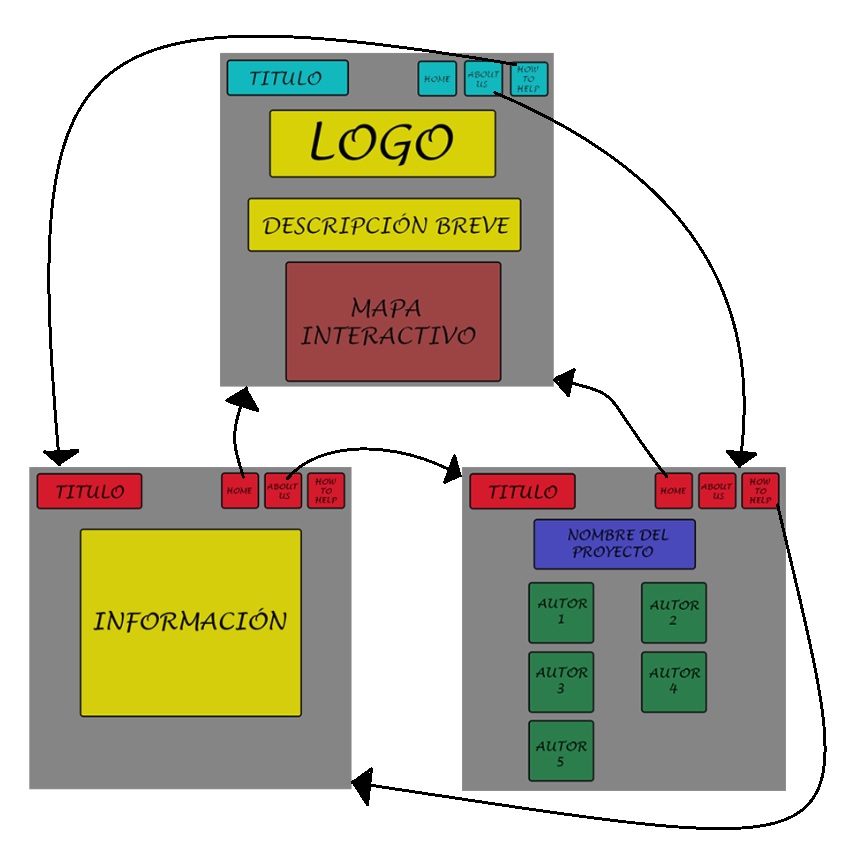 TITULO
HOME
ABOUT
US
HOW
TO
HELP
LOGO
DESCRIPCIÓN BREVE
MAPA
INTERACTIVO
TITULO
HOME
ABOUT
US
HOW
TO
HELP
INFORMACIÓN
TITULO
HOME
ABOUT
US
HOW
TO
HELP
NOMBRE DEL
PROYECTO
AUTOR
1
AUTOR
2
AUTOR
3
AUTOR
4
AUTOR
5